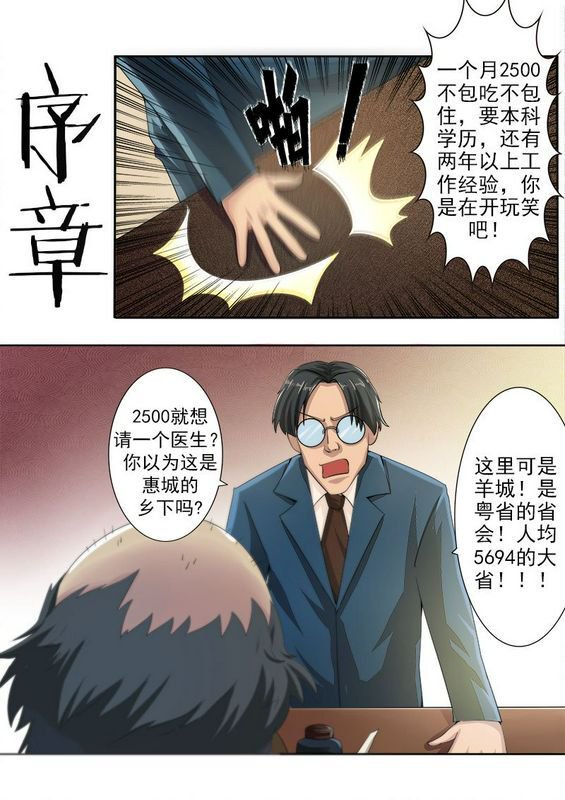 序章
啪!
一个月2500
不包吃不包
住，要本科
学历，还有
两年以上工
作经验，你
是在开玩笑
吧！
2500就想
请一个医生?
你以为这是
惠城的
乡下吗?
这里可是
羊城！是
粤省的省
会！人均
5694的大
省！！！